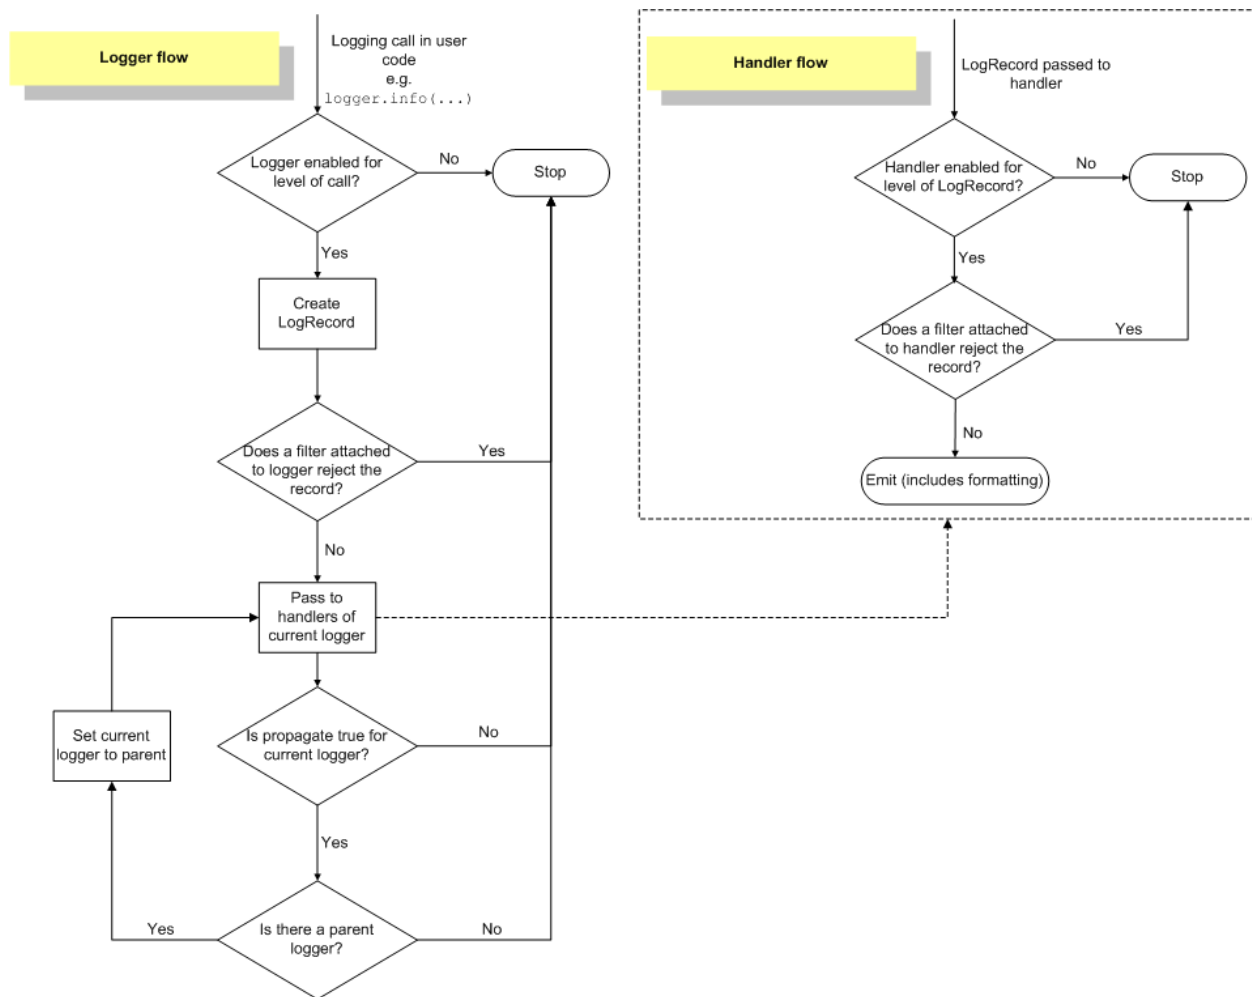 Logger flow
Logging call in user
code
e.g.
logger.info(...)
Logger enabled for
level of call?
No
Stop
Yes
Create
LogRecord
Does a filter attached
to logger reject the
record?
Yes
No
Pass to
handlers of
current logger
Set current
logger to parent
Is propagate true for
current logger?
No
Yes
Is there a parent
logger?
Yes
No
Handler flow
LogRecord passed to
handler
Handler enabled for
level of LogRecord?
No
Stop
Yes
Does a filter attached
to handler reject the
record?
Yes
No
Emit (includes formatting)